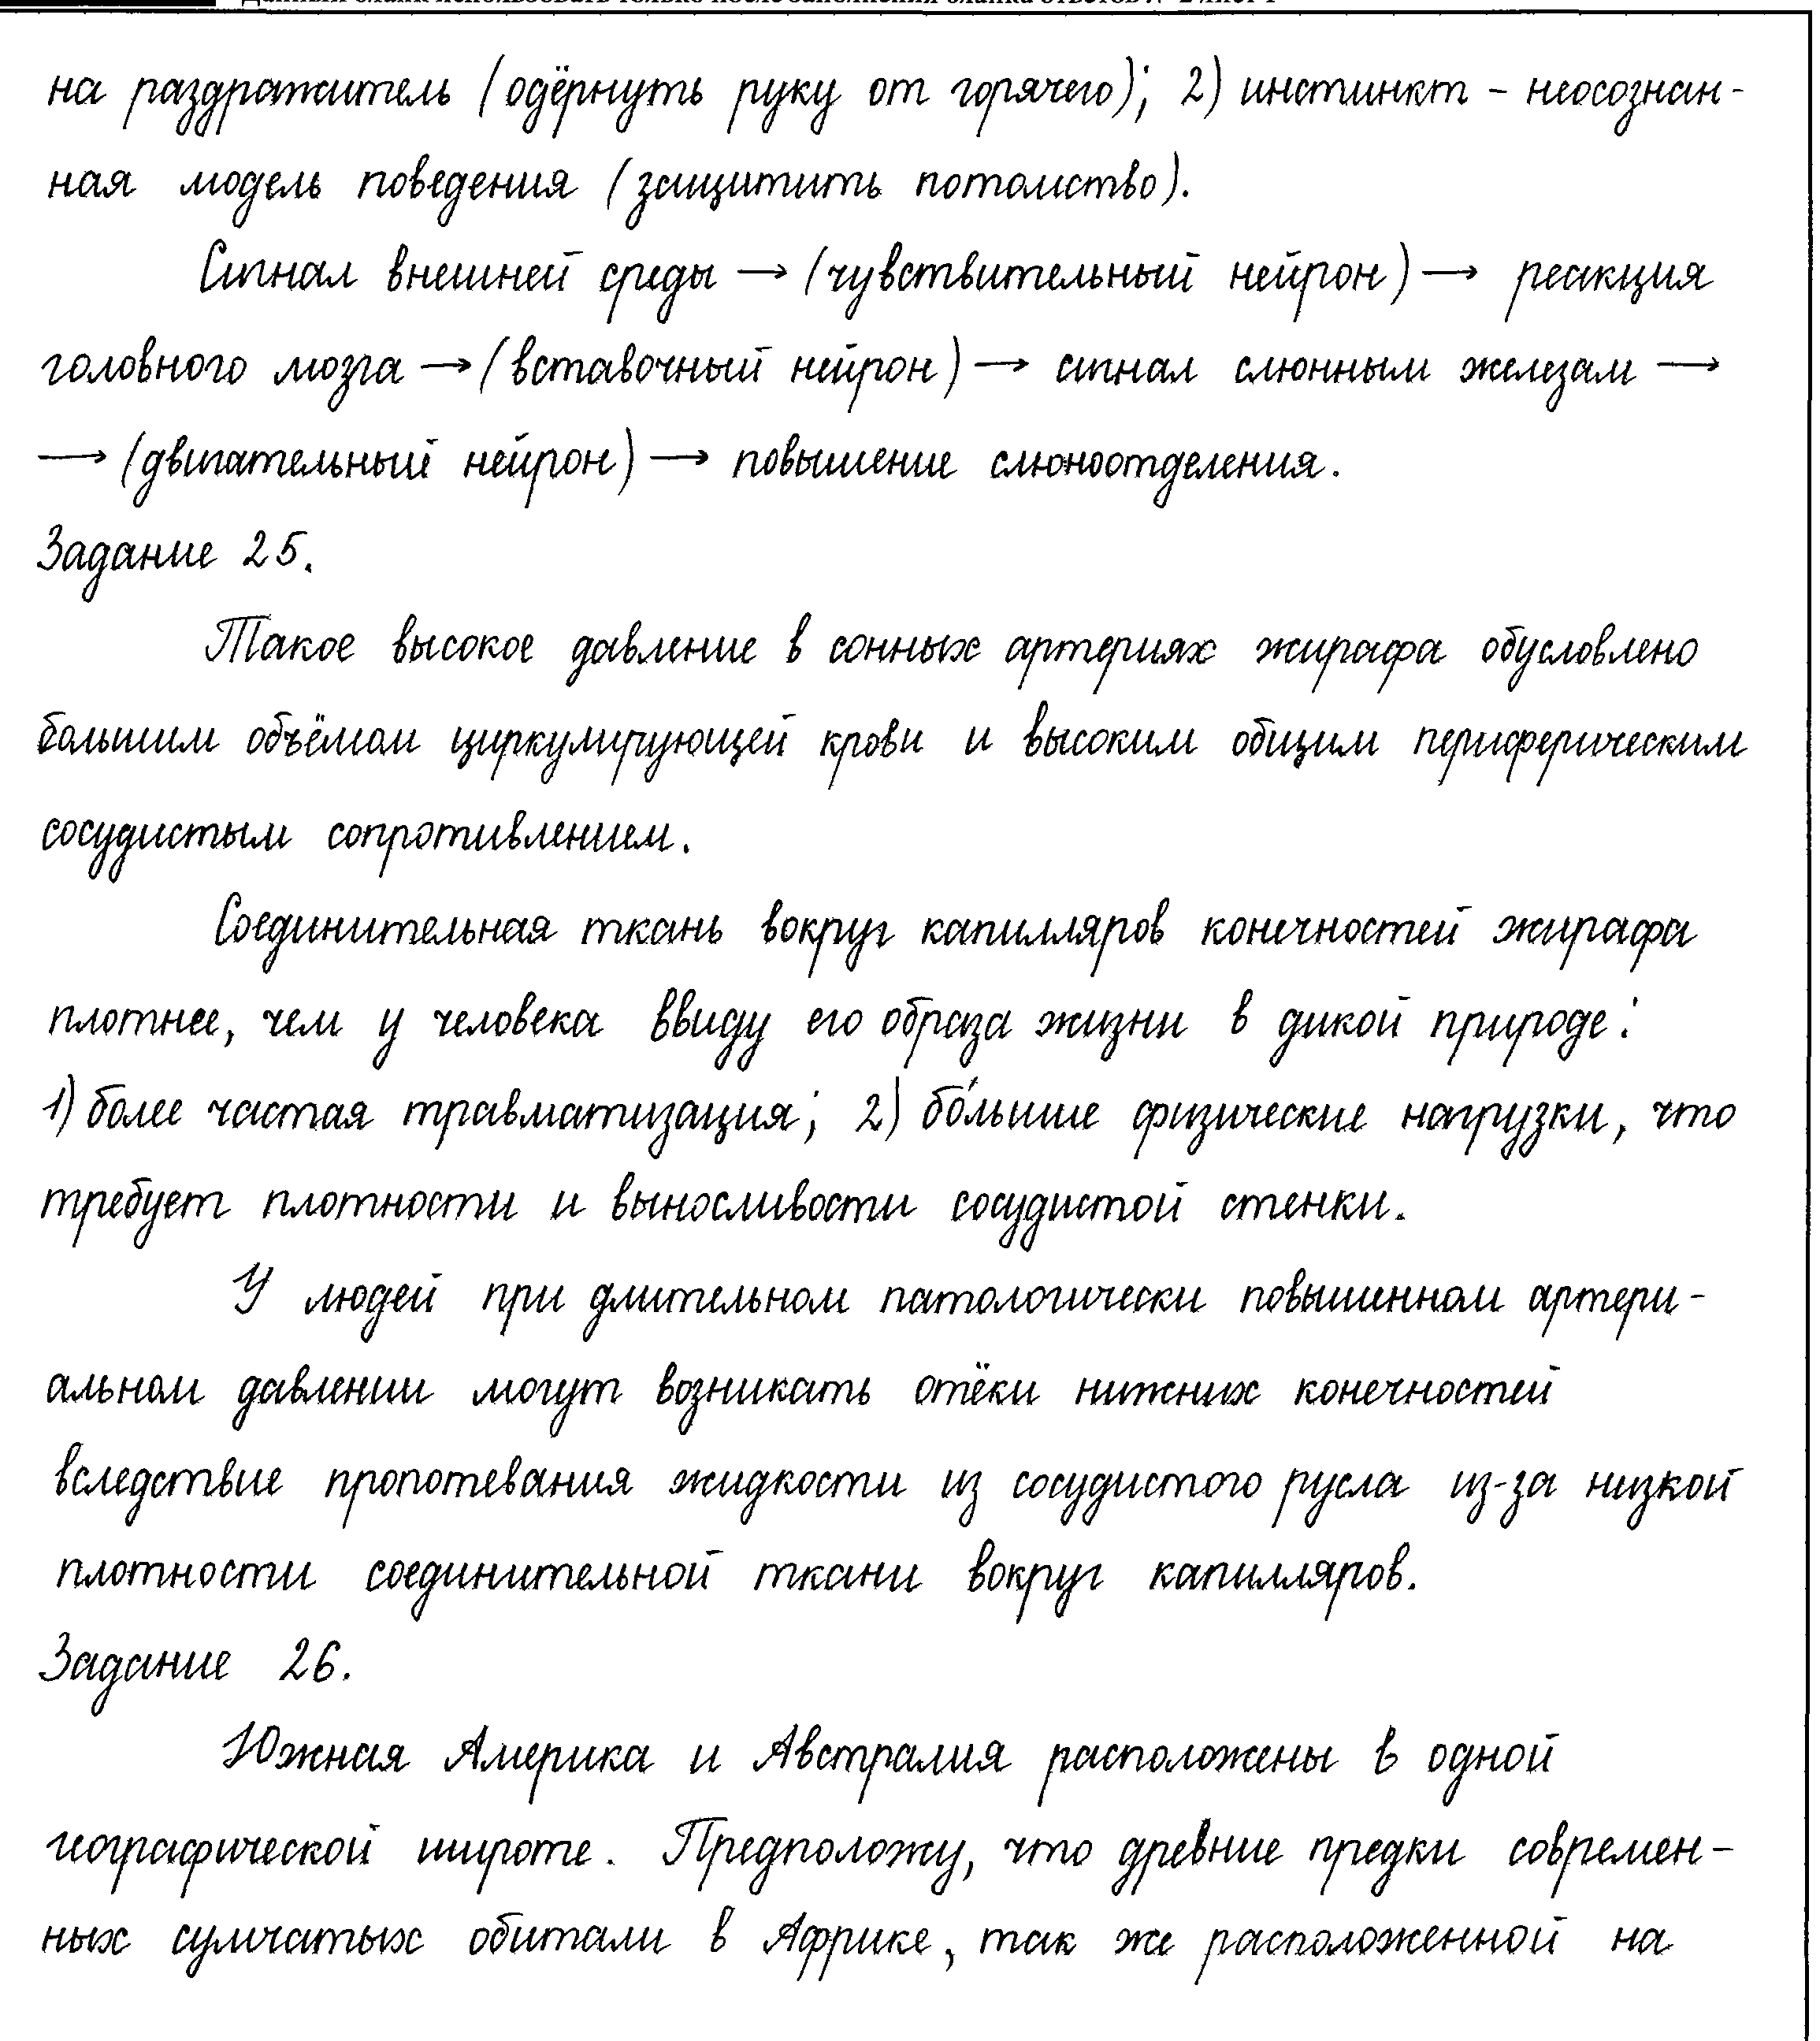 на раздражитель (одёрнуть руку от горячего); 2) инстинкт - неосознан-
ная модель поведения (защитить потомство).
Сигнал внешней среды → (чувствительный нейрон) → реакция
головного мозга → (вставочный нейрон) → сигнал слюнным железам →
→ (двигательный нейрон) → повышение слюноотделения.
Задание 25.
Такое высокое давление в сонных артериях жирафа обусловлено
большим объёмом циркулирующей крови и высоким общим периферическим
сосудистым сопротивлением.
Соединительная ткань вокруг капилляров конечностей жирафа
плотнее, чем у человека ввиду его образа жизни в дикой природе:
1) более частая травматизация; 2) бо́льшие физические нагрузки, что
требует плотности и выносливости сосудистой стенки.
У людей при длительном патологически повышенном артери-
альном давлении могут возникать отёки нижних конечностей
вследствие пропотевания жидкости из сосудистого русла из-за низкой
плотности соединительной ткани вокруг капилляров.
Задание 26.
Южная Америка и Австралия расположены в одной
географической широте. Предположу, что древние предки современ-
ных сумчатых обитали в Африке, так же расположенной на